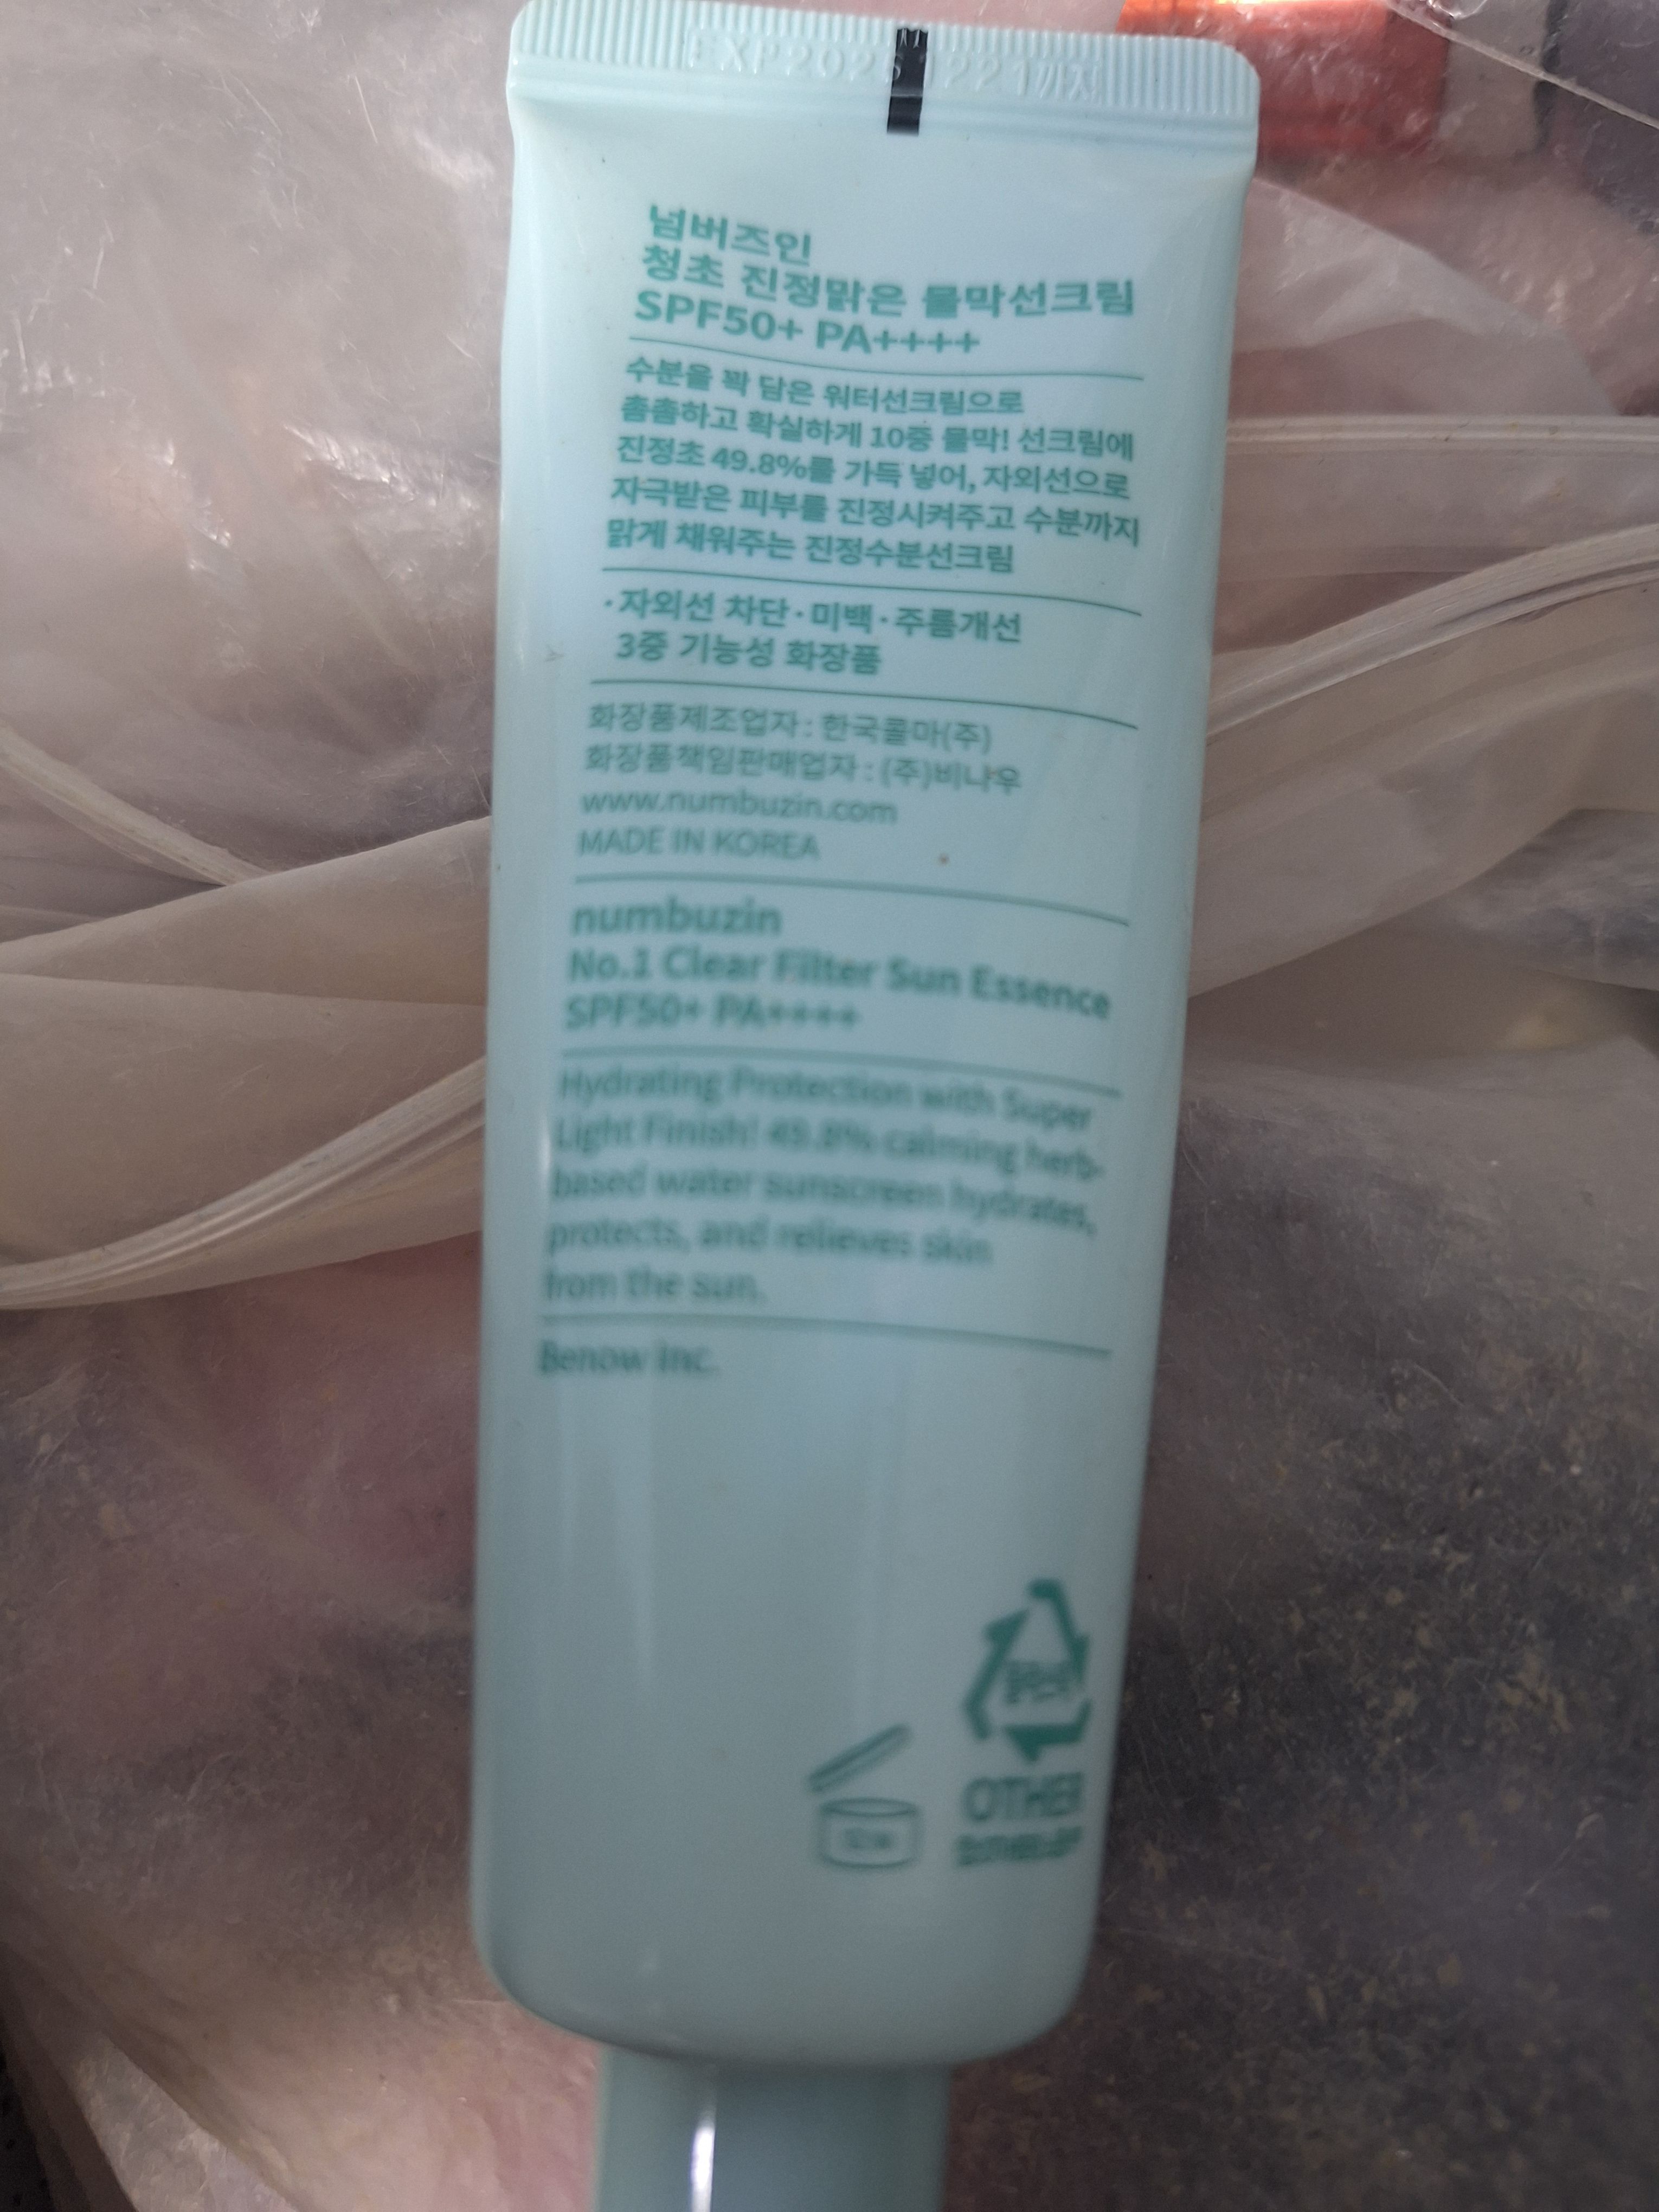 넘버즈인
청초 진정맑은 물막선크림
SPF50+ PA++++
수분을 꽉 담은 워터선크림으로
촘촘하고 확실하게 10중 물막! 선크림에
진정초 49.8%를 가득 넣어, 자외선으로
자극받은 피부를 진정시켜주고 수분까지
맑게 채워주는 진정수분선크림
·자외선 차단·미백·주름개선
3중 기능성 화장품
화장품제조업자 : 한국콜마(주)
화장품책임판매업자 : (주)비나우
www.numbuzin.com
MADE IN KOREA
numbuzin
No.1 Clear Filter Sun Essence
SPF50+ PA++++
Hydrating Protection with Super
Light Finish! 49.8% calming herb-
based water sunscreen hydrates,
protects, and relieves skin
from the sun.
Benow Inc.
OTHER